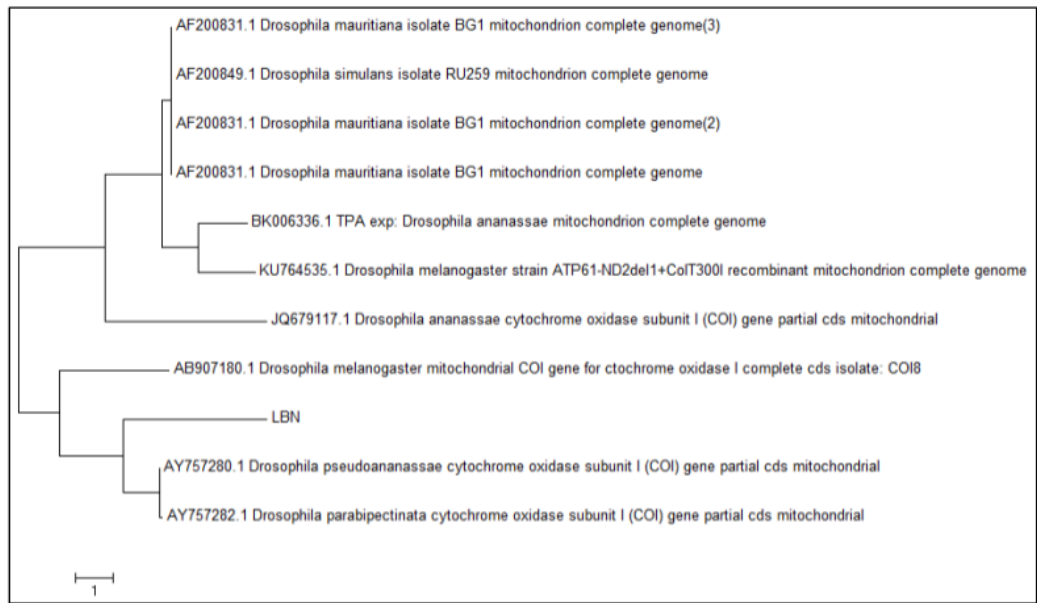 AF200831.1 Drosophila mauritiana isolate BG1 mitochondrion complete genome(3)
AF200849.1 Drosophila simulans isolate RU259 mitochondrion complete genome
AF200831.1 Drosophila mauritiana isolate BG1 mitochondrion complete genome(2)
AF200831.1 Drosophila mauritiana isolate BG1 mitochondrion complete genome
BK006336.1 TPA exp: Drosophila ananassae mitochondrion complete genome
KU764535.1 Drosophila melanogaster strain ATP61-ND2del1+CoIT300I recombinant mitochondrion complete genome
JQ679117.1 Drosophila ananassae cytochrome oxidase subunit I (COI) gene partial cds mitochondrial
AB907180.1 Drosophila melanogaster mitochondrial COI gene for ctochrome oxidase I complete cds isolate: COI8
LBN
AY757280.1 Drosophila pseudoananassae cytochrome oxidase subunit I (COI) gene partial cds mitochondrial
AY757282.1 Drosophila parabipectinata cytochrome oxidase subunit I (COI) gene partial cds mitochondrial
1